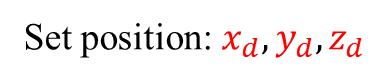 Set position: x_d, y_d, z_d